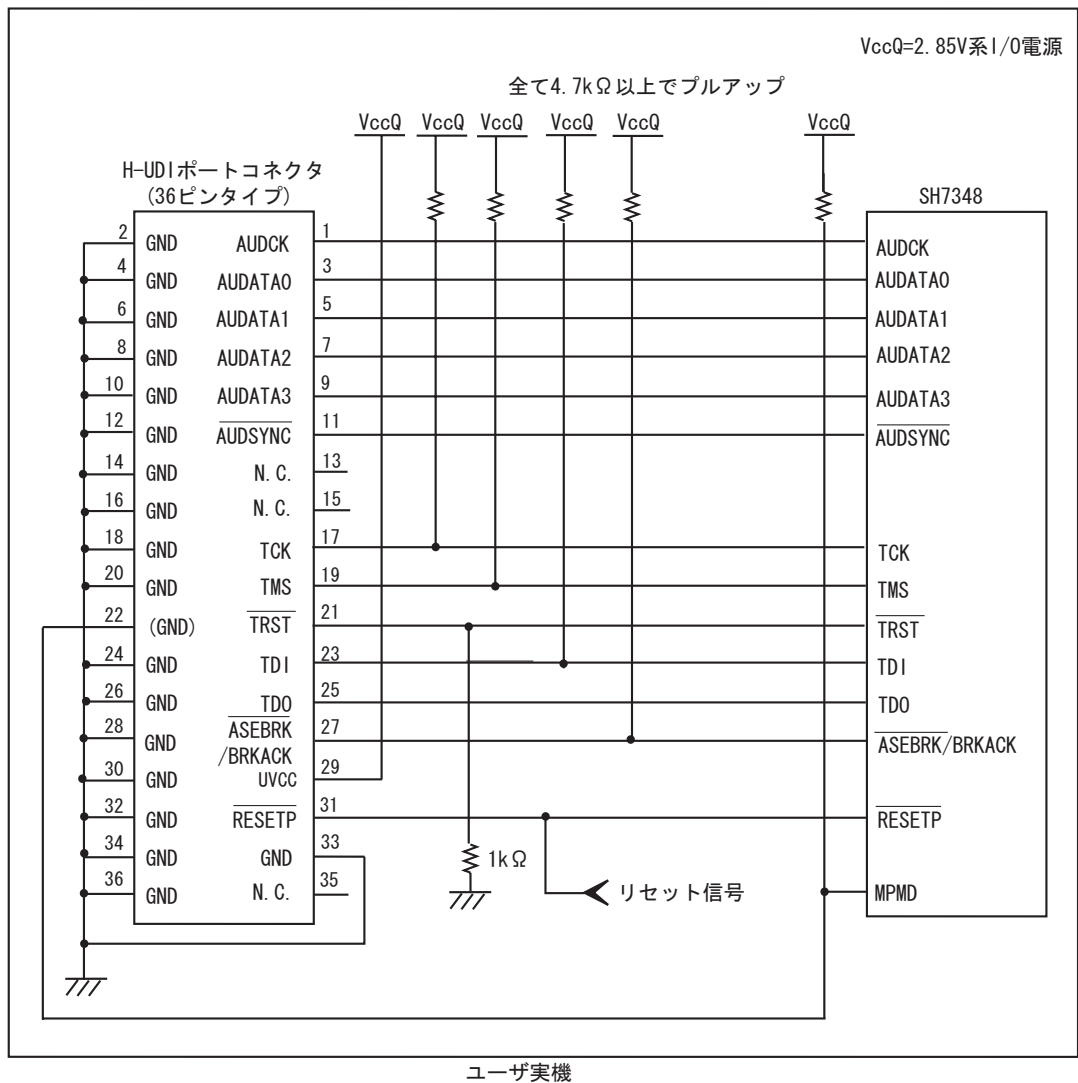 VccQ=2.85V系I/O電源
全て4.7kΩ以上でプルアップ
VccQ VccQ VccQ VccQ VccQ VccQ
H-UDIポートコネクタ
(36ピンタイプ)
SH7348
2 GND AUDCK 1 AUDCK
4 GND AUDATA0 3 AUDATA0
6 GND AUDATA1 5 AUDATA1
8 GND AUDATA2 7 AUDATA2
10 GND AUDATA3 9 AUDATA3
12 GND AUDSYNC 11 AUDSYNC
14 GND N.C. 13
16 GND N.C. 15
18 GND TCK 17 TCK
20 GND TMS 19 TMS
22 (GND) TRST 21 TRST
24 GND TDI 23 TDI
26 GND TDO 25 TDO
28 GND ASEBRK 27 ASEBRK/BRKACK
/BRKACK
30 GND UVCC 29
32 GND RESETP 31 RESETP
34 GND GND 33
1kΩ
36 GND N.C. 35
リセット信号
MPMD
ユーザ実機